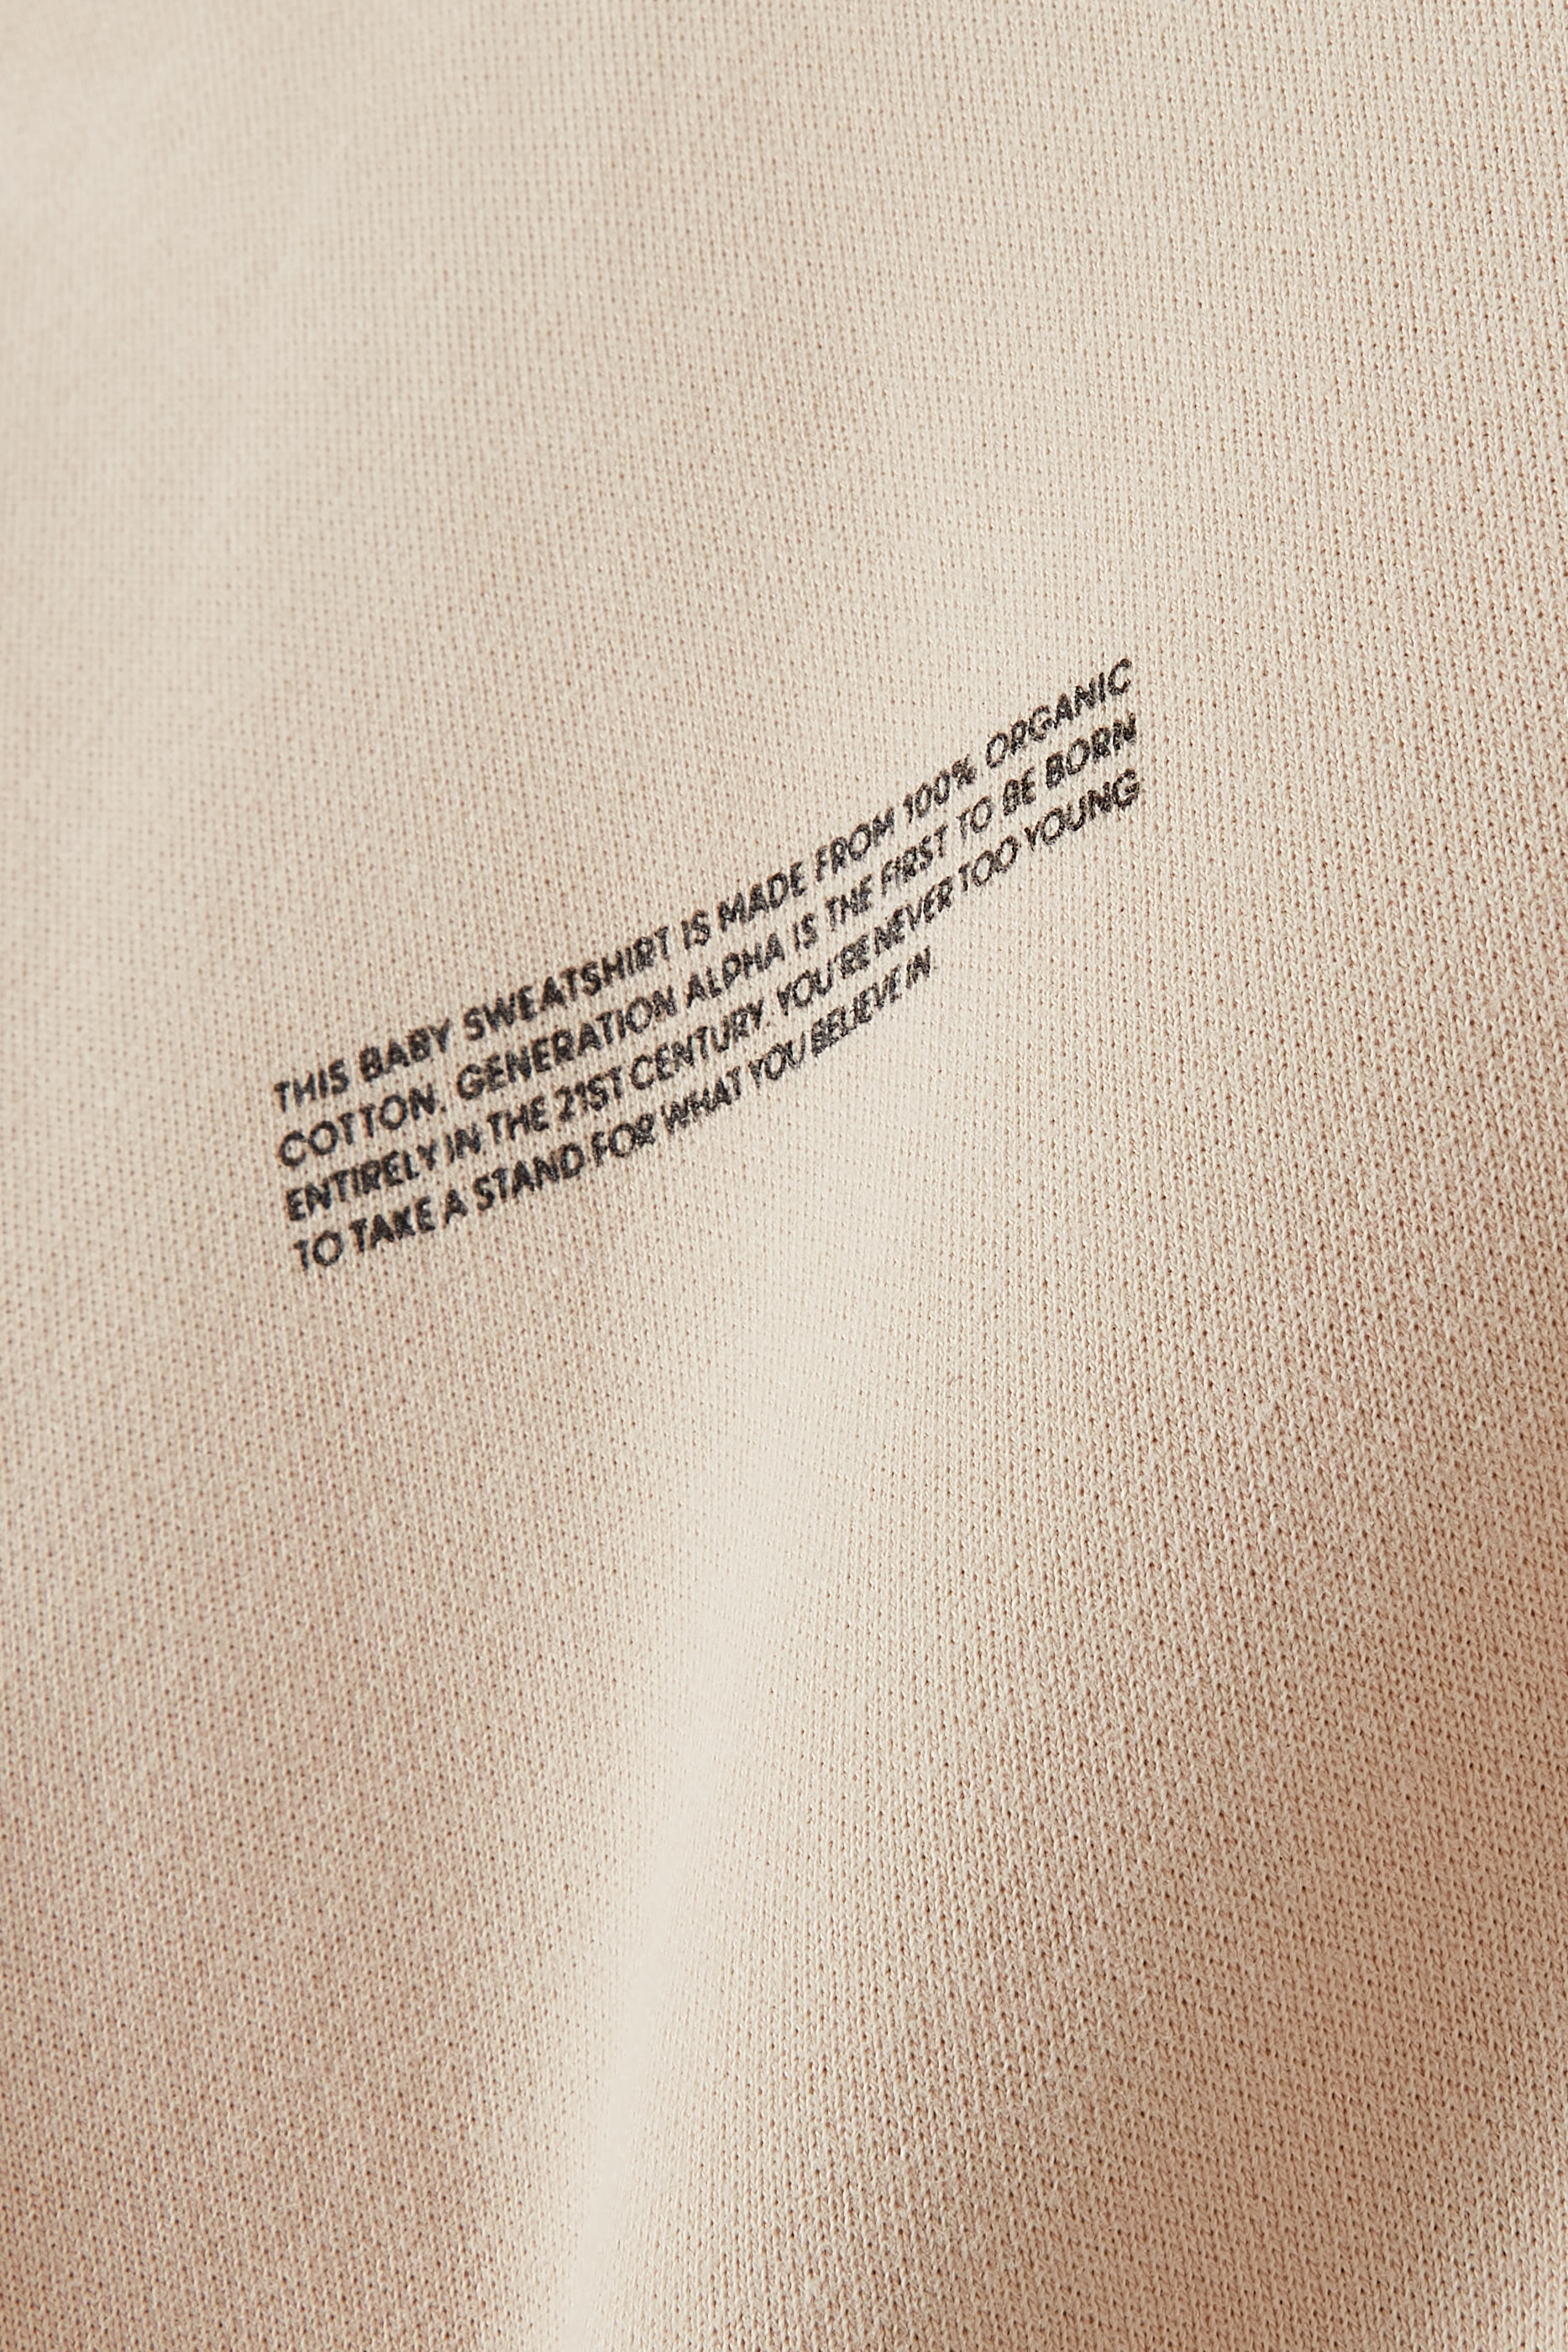 THIS BABY SWEATSHIRT IS MADE FROM 100% ORGANIC
COTTON. GENERATION ALPHA IS THE FIRST TO BE BORN
ENTIRELY IN THE 21ST CENTURY. YOU'RE NEVER TOO YOUNG
TO TAKE A STAND FOR WHAT YOU BELIEVE IN.